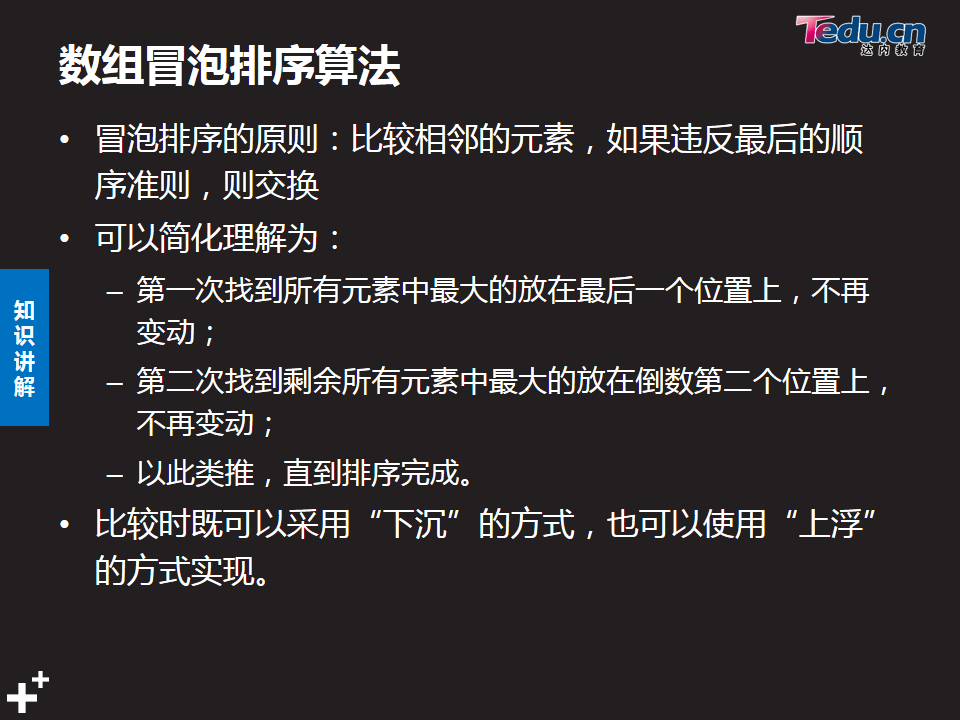 Tedu.cn
达内教育
数组冒泡排序算法
• 冒泡排序的原则：比较相邻的元素，如果违反最后的顺
序准则，则交换
• 可以简化理解为：
– 第一次找到所有元素中最大的放在最后一个位置上，不再
变动；
– 第二次找到剩余所有元素中最大的放在倒数第二个位置上，
不再变动；
– 以此类推，直到排序完成。
• 比较时既可以采用“下沉”的方式，也可以使用“上浮”
的方式实现。
知识讲解